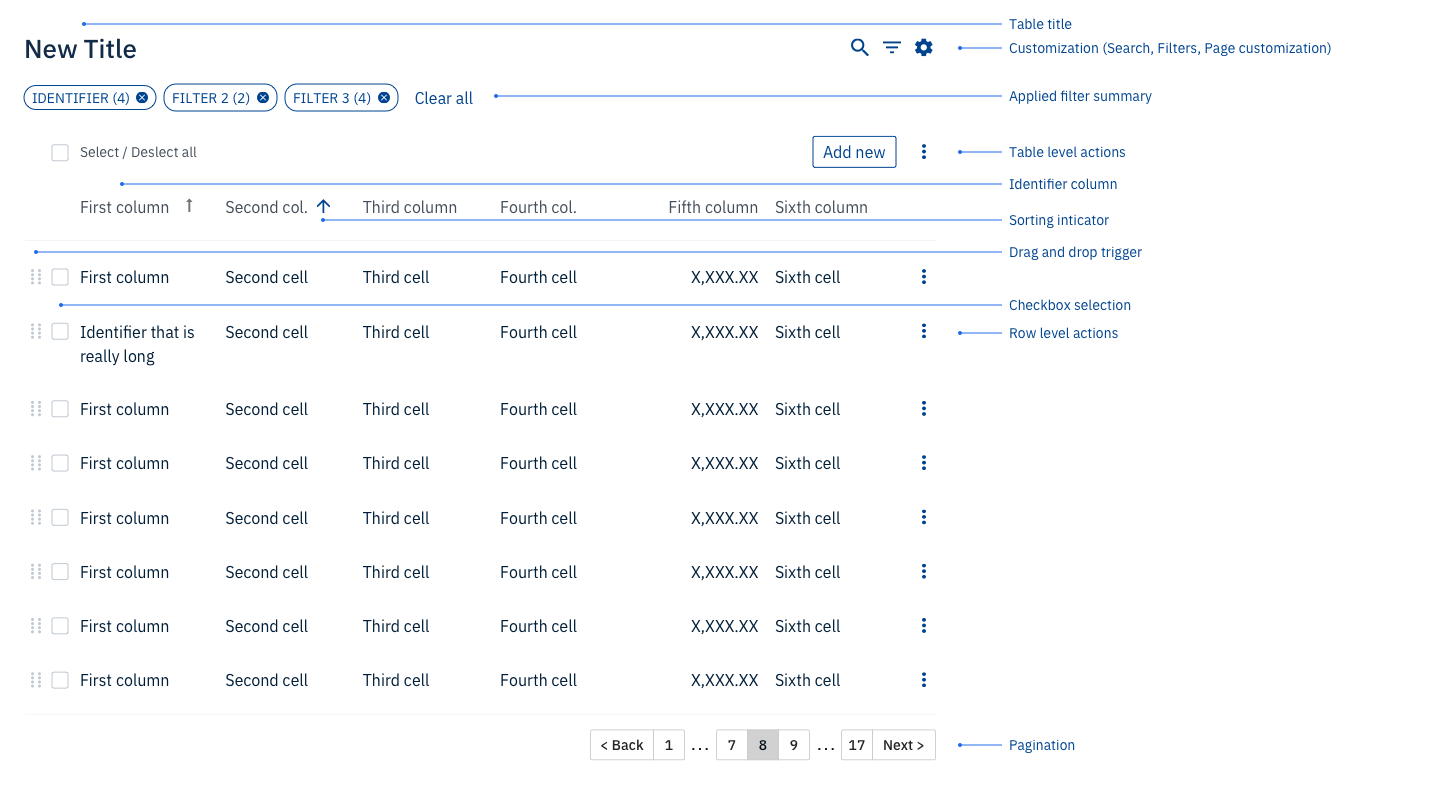 Table title
New Title
Customization (Search, Filters, Page customization)
IDENTIFIER (4) FILTER 2 (2) FILTER 3 (4) Clear all
Applied filter summary
Select / Deslect all
Add new
Table level actions
Identifier column
First column Second col. Third column Fourth col. Fifth column Sixth column
Sorting inticator
Drag and drop trigger
First column Second cell Third cell Fourth cell X,XXX.XX Sixth cell
Checkbox selection
Identifier that is Second cell Third cell Fourth cell X,XXX.XX Sixth cell
really long
Row level actions
First column Second cell Third cell Fourth cell X,XXX.XX Sixth cell
First column Second cell Third cell Fourth cell X,XXX.XX Sixth cell
First column Second cell Third cell Fourth cell X,XXX.XX Sixth cell
First column Second cell Third cell Fourth cell X,XXX.XX Sixth cell
First column Second cell Third cell Fourth cell X,XXX.XX Sixth cell
First column Second cell Third cell Fourth cell X,XXX.XX Sixth cell
< Back 1 ... 7 8 9 ... 17 Next >
Pagination